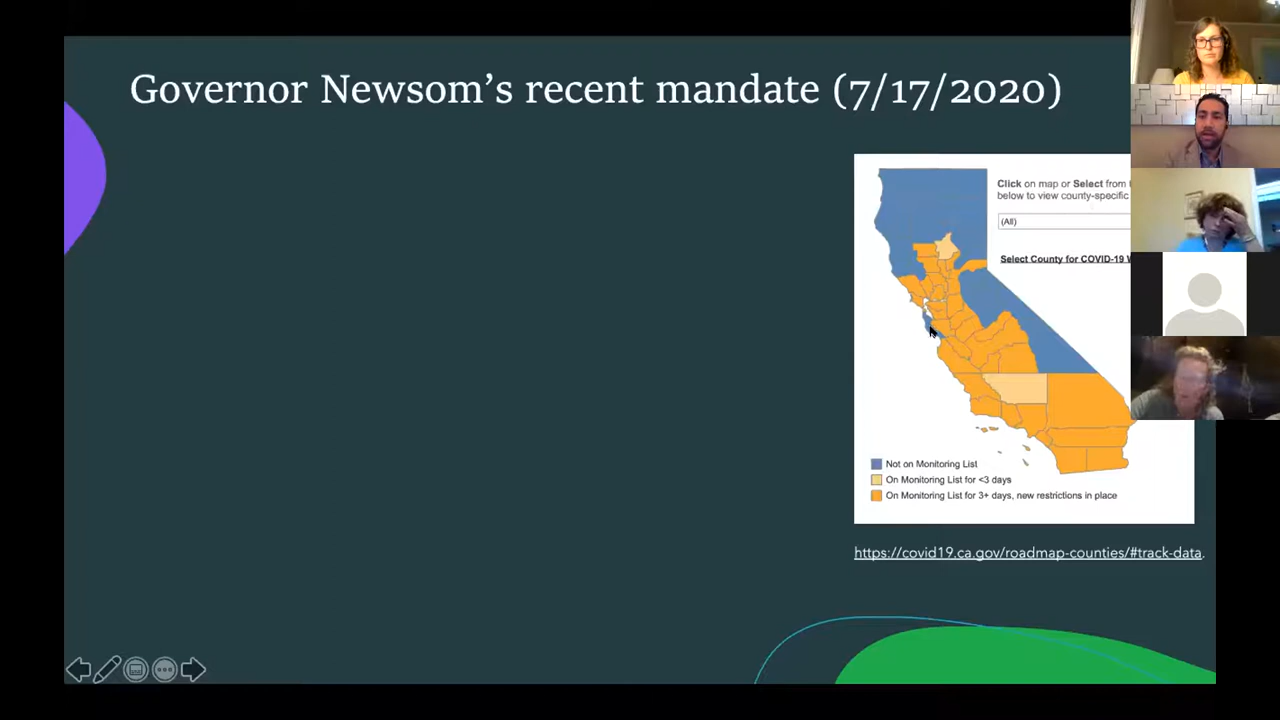 Governor Newsom's recent mandate (7/17/2020)
Click on map or Select from
below to view county-specific
(All)
Select County for COVID-19
Not on Monitoring List
On Monitoring List for <3 days
On Monitoring List for 3+ days, new restrictions in place
https://covid19.ca.gov/roadmap-counties/#track-data.